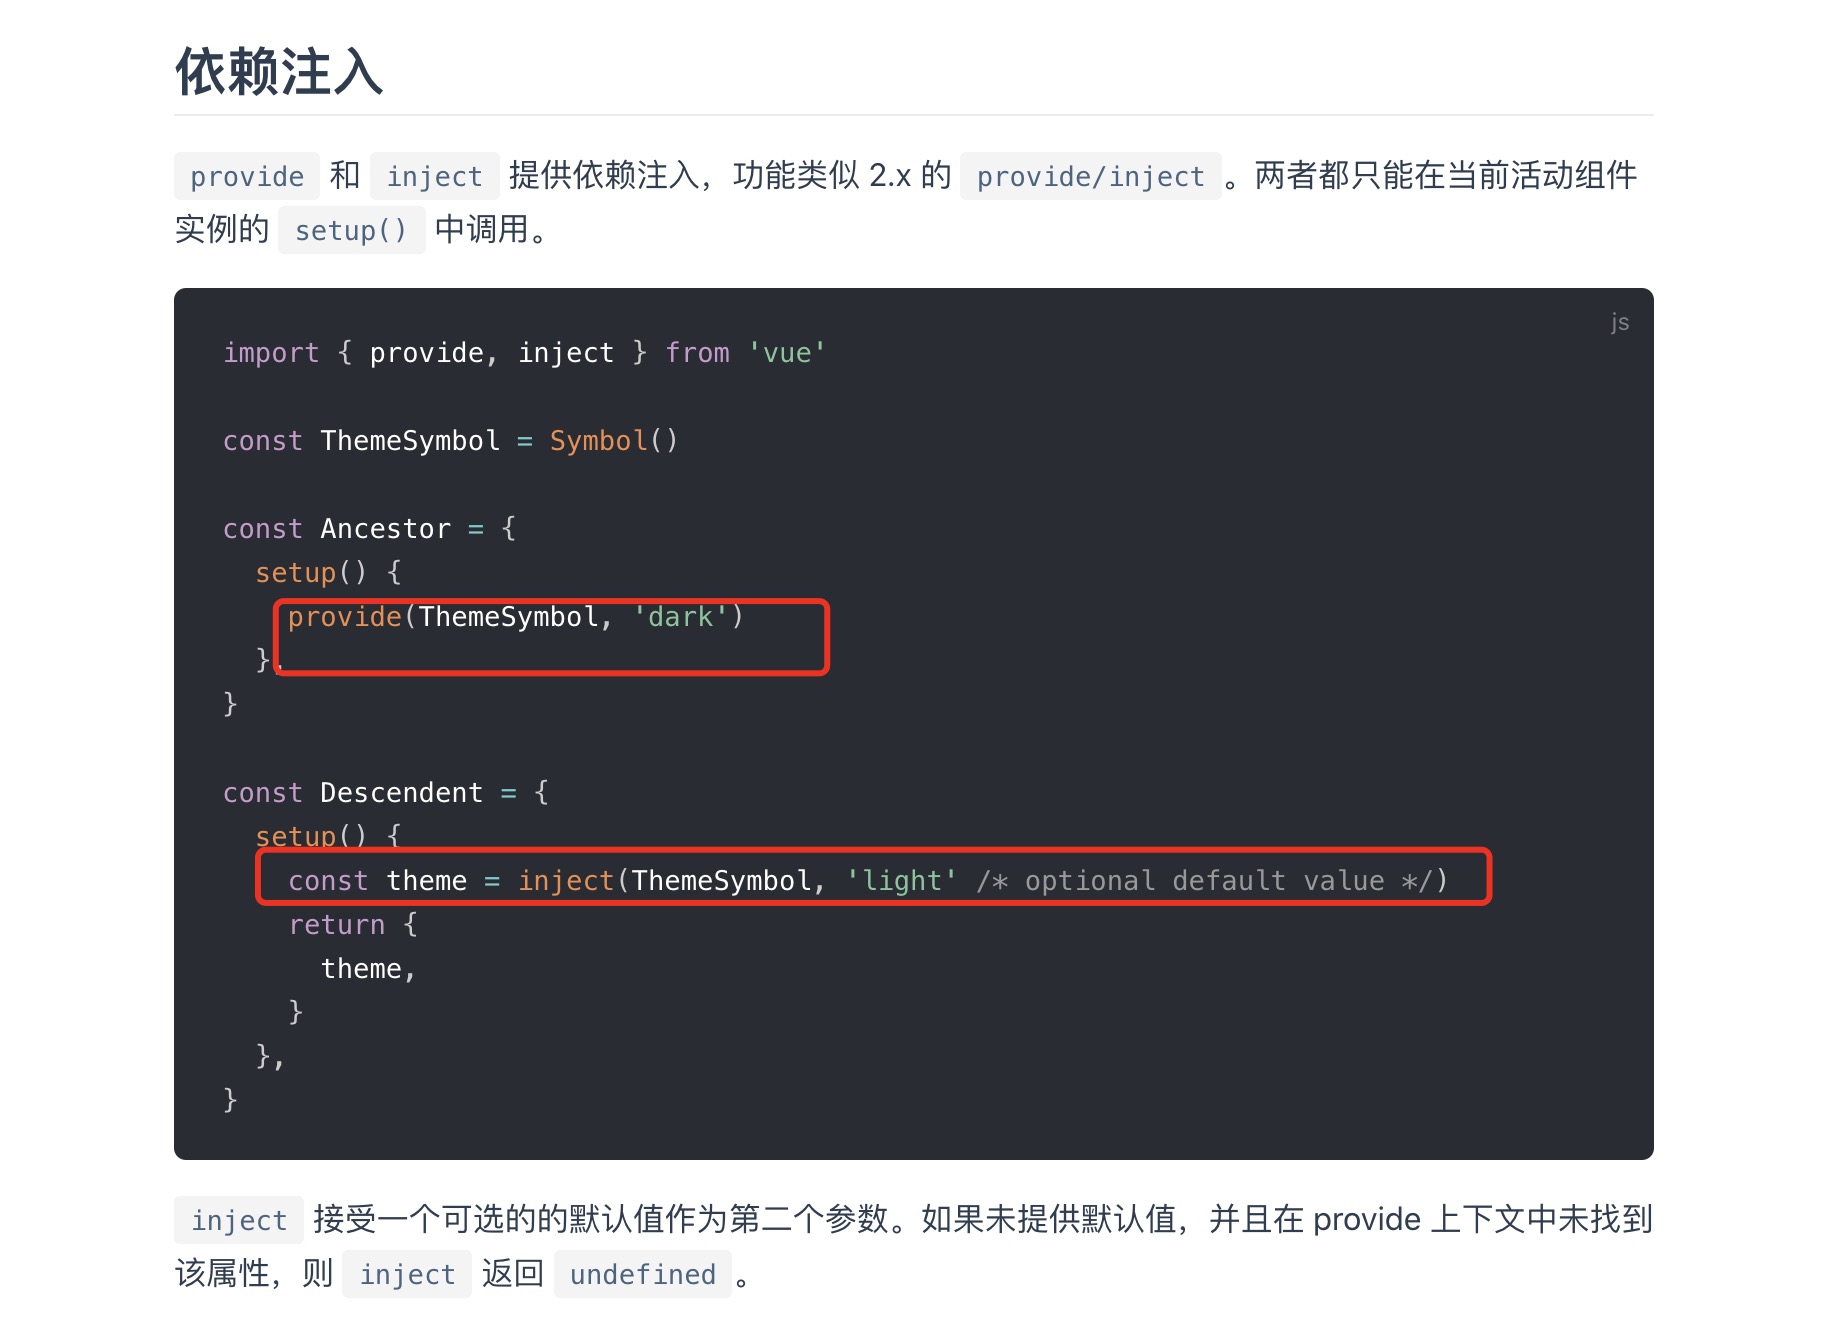 依赖注入
provide 和 inject 提供依赖注入，功能类似 2.x 的 provide/inject 。两者都只能在当前活动组件
实例的 setup() 中调用。
js
import { provide, inject } from 'vue'
const ThemeSymbol = Symbol()
const Ancestor = {
  setup() {
    provide(ThemeSymbol, 'dark')
  },
}
const Descendent = {
  setup() {
    const theme = inject(ThemeSymbol, 'light' /* optional default value */)
    return {
      theme,
    }
  },
}
inject 接受一个可选的的默认值作为第二个参数。如果未提供默认值，并且在 provide 上下文中未找到
该属性，则 inject 返回 undefined 。